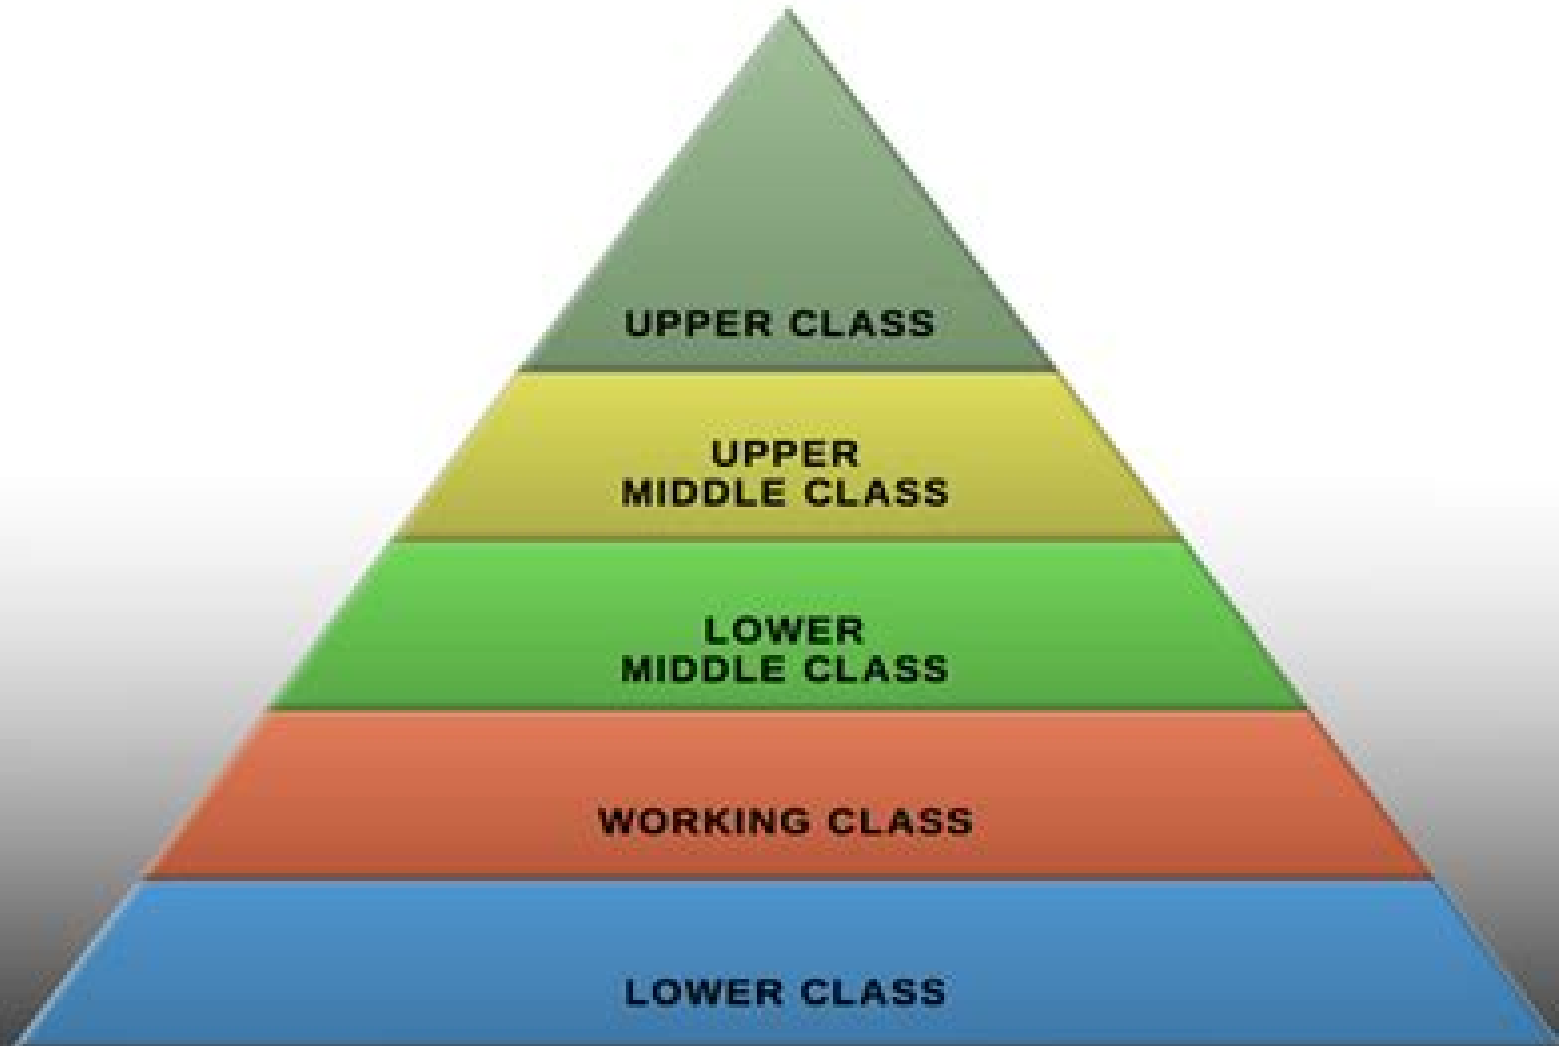 UPPER CLASS
UPPER
MIDDLE CLASS
LOWER
MIDDLE CLASS
WORKING CLASS
LOWER CLASS